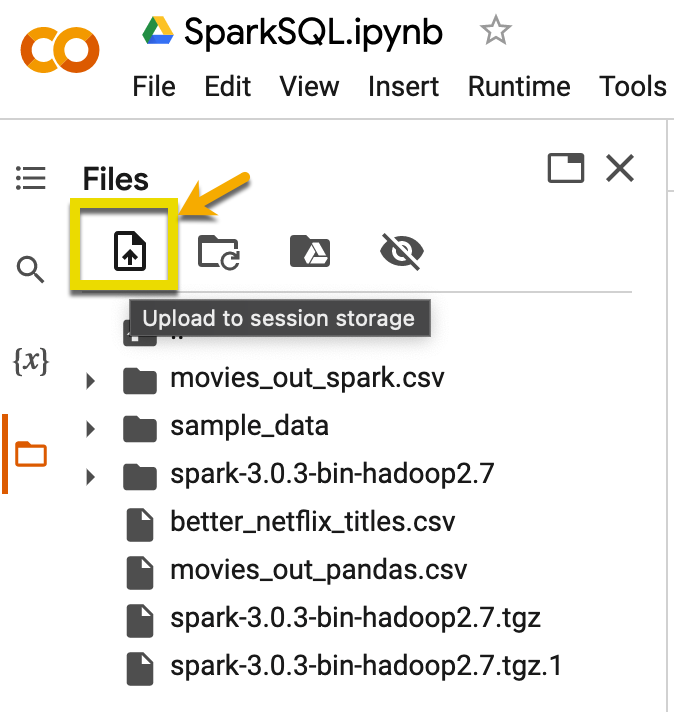 SparkSQL.ipynb
File Edit View Insert Runtime Tools
Files
Upload to session storage
{x}
..
movies_out_spark.csv
sample_data
spark-3.0.3-bin-hadoop2.7
better_netflix_titles.csv
movies_out_pandas.csv
spark-3.0.3-bin-hadoop2.7.tgz
spark-3.0.3-bin-hadoop2.7.tgz.1